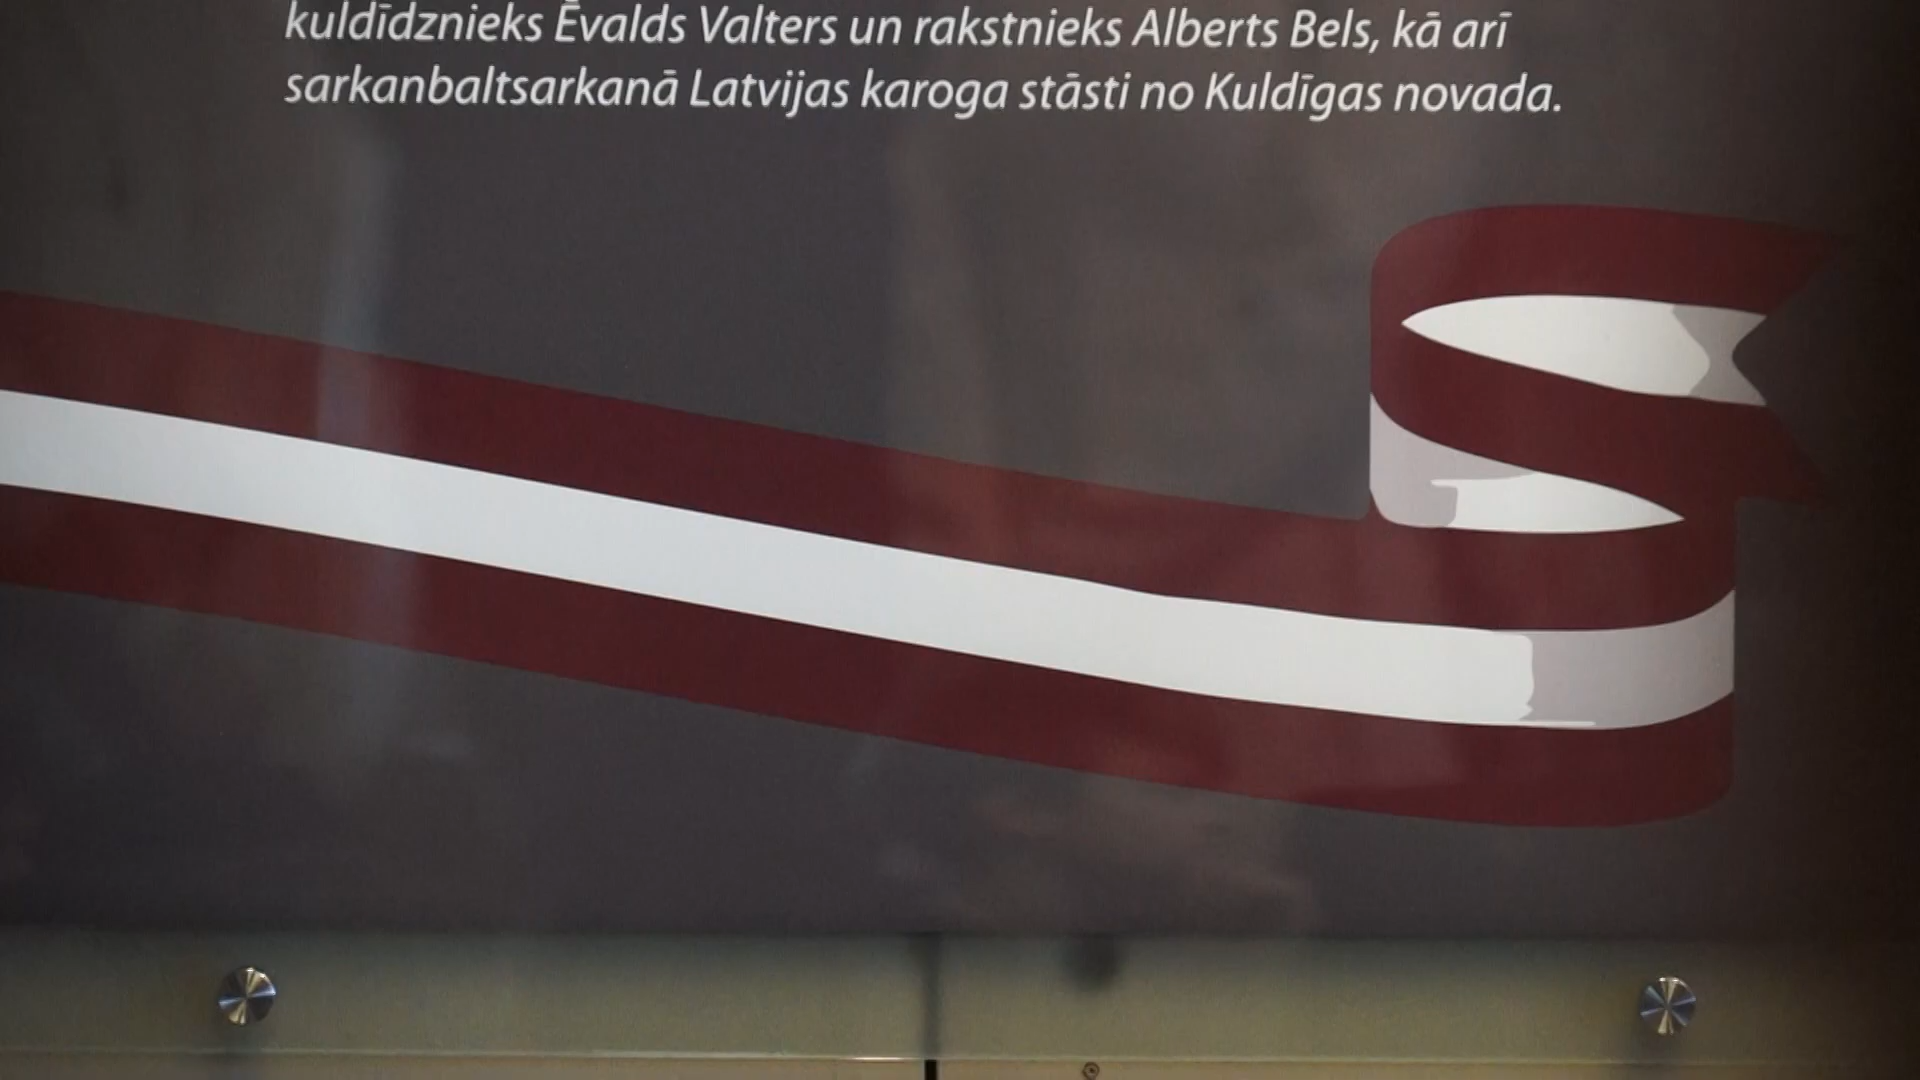 kuldīdznieks Ēvalds Valters un rakstnieks Alberts Bels, kā arī
sarkanbaltsarkanā Latvijas karoga stāsti no Kuldīgas novada.